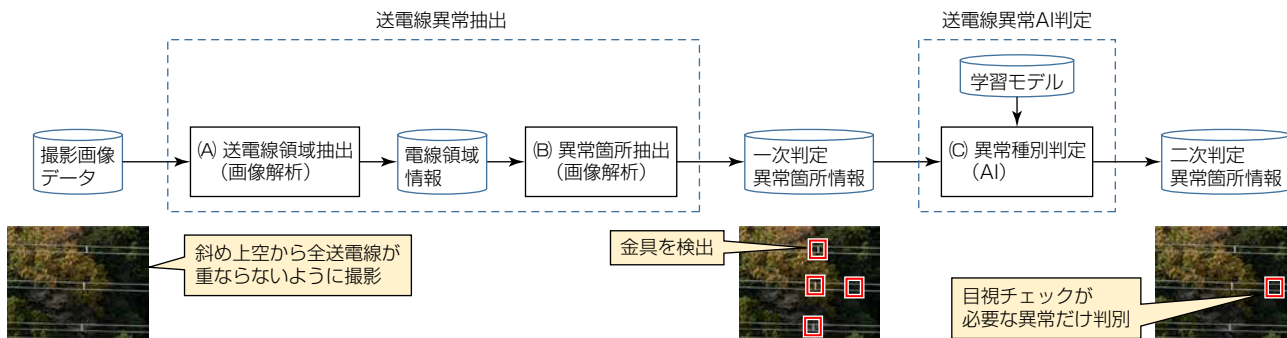 送電線異常抽出
送電線異常AI判定
学習モデル
撮影画像
データ
(A) 送電線領域抽出
（画像解析）
電線領域
情報
(B) 異常箇所抽出
（画像解析）
一次判定
異常箇所情報
(C) 異常種別判定
（AI）
二次判定
異常箇所情報
斜め上空から全送電線が
重ならないように撮影
金具を検出
目視チェックが
必要な異常だけ判別